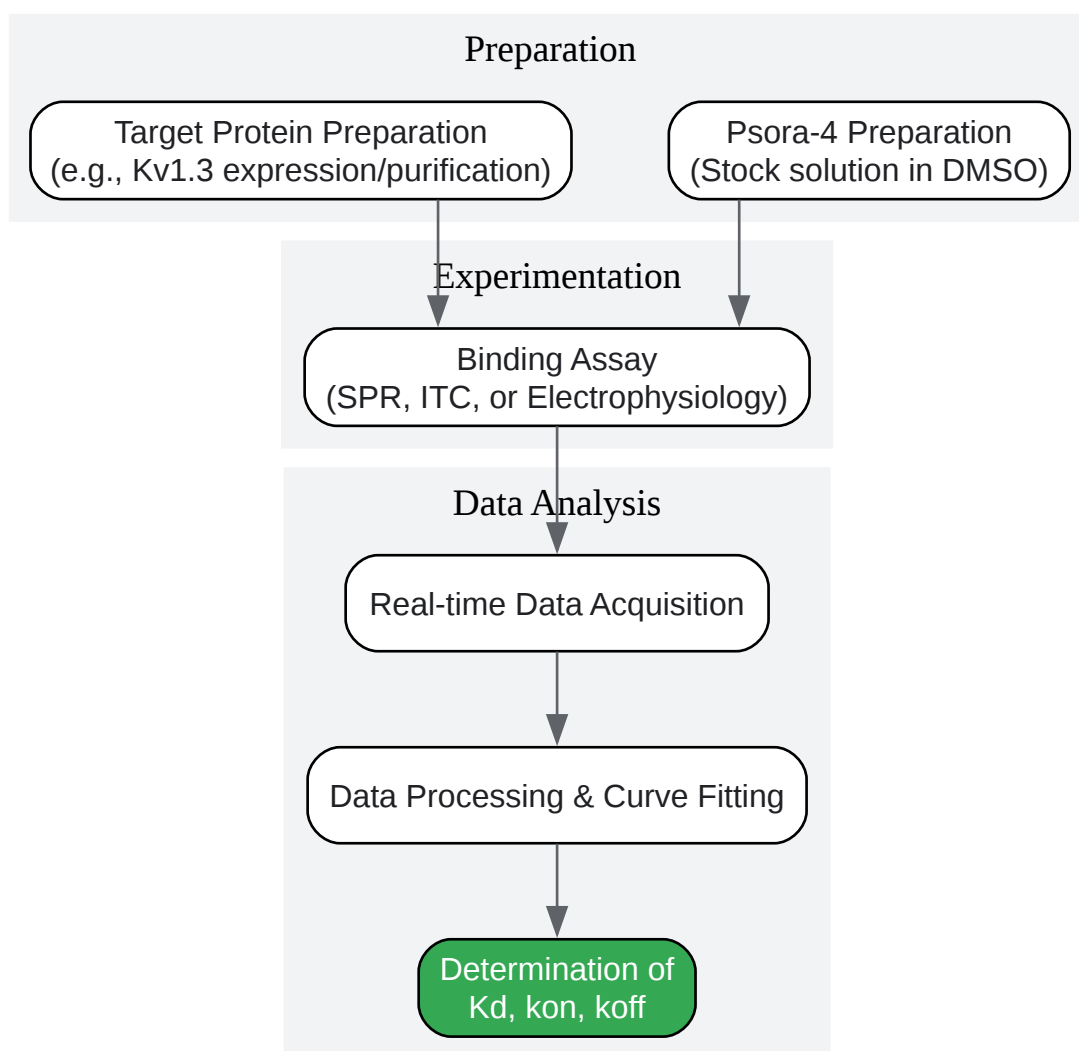 Preparation
Target Protein Preparation
(e.g., Kv1.3 expression/purification)
Psora-4 Preparation
(Stock solution in DMSO)
Experimentation
Binding Assay
(SPR, ITC, or Electrophysiology)
Data Analysis
Real-time Data Acquisition
Data Processing & Curve Fitting
Determination of
Kd, kon, koff